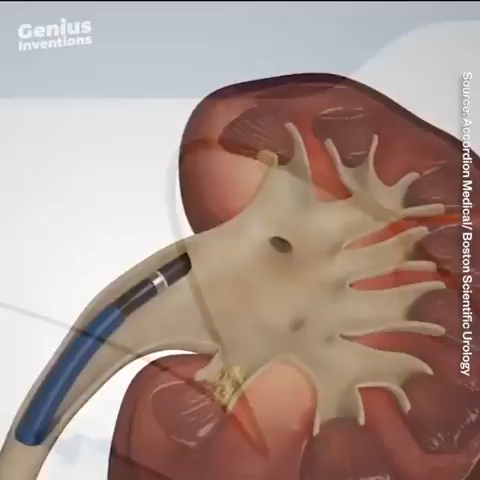 Genius
Inventions
Source: Accordion Medical/ Boston Scientific Urology